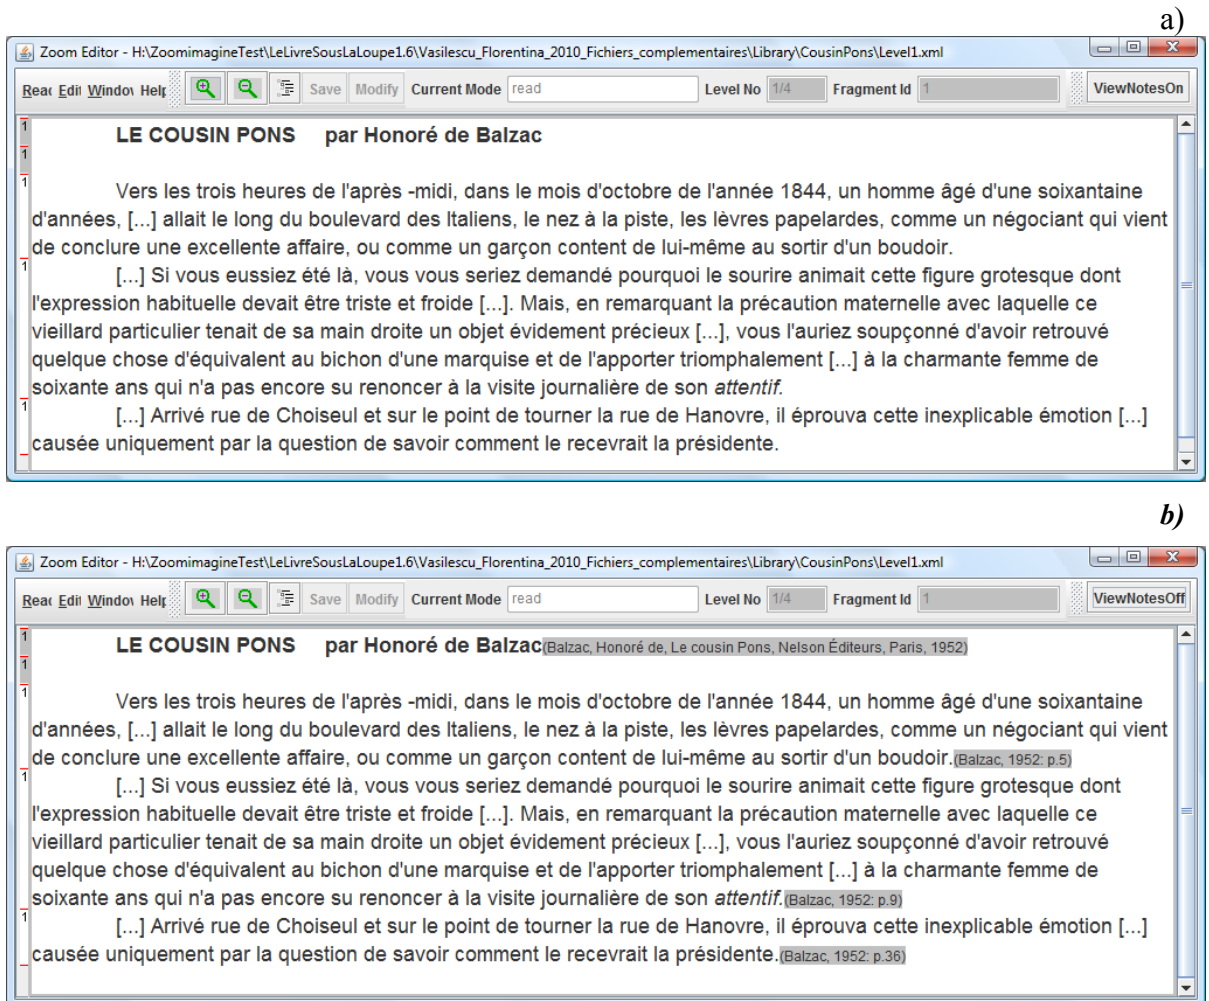 a)
Zoom Editor - H:\ZoomimagineTest\LeLivreSousLaLoupe1.6\Vasilescu_Florentina_2010_Fichiers_complementaires\Library\CousinPons\Level1.xml
Read Edit Window Help Save Modify Current Mode read Level No 1/4 Fragment Id 1 ViewNotesOn
1 LE COUSIN PONS par Honoré de Balzac
1
1 Vers les trois heures de l'après -midi, dans le mois d'octobre de l'année 1844, un homme âgé d'une soixantaine
d'années, [...] allait le long du boulevard des Italiens, le nez à la piste, les lèvres papelardes, comme un négociant qui vient
de conclure une excellente affaire, ou comme un garçon content de lui-même au sortir d'un boudoir.
1 [...] Si vous eussiez été là, vous vous seriez demandé pourquoi le sourire animait cette figure grotesque dont
l'expression habituelle devait être triste et froide [...]. Mais, en remarquant la précaution maternelle avec laquelle ce
vieillard particulier tenait de sa main droite un objet évidement précieux [...], vous l'auriez soupçonné d'avoir retrouvé
quelque chose d'équivalent au bichon d'une marquise et de l'apporter triomphalement [...] à la charmante femme de
soixante ans qui n'a pas encore su renoncer à la visite journalière de son attentif.
1 [...] Arrivé rue de Choiseul et sur le point de tourner la rue de Hanovre, il éprouva cette inexplicable émotion [...]
causée uniquement par la question de savoir comment le recevrait la présidente.
b)
Zoom Editor - H:\ZoomimagineTest\LeLivreSousLaLoupe1.6\Vasilescu_Florentina_2010_Fichiers_complementaires\Library\CousinPons\Level1.xml
Read Edit Window Help Save Modify Current Mode read Level No 1/4 Fragment Id 1 ViewNotesOff
1 LE COUSIN PONS par Honoré de Balzac(Balzac, Honoré de, Le cousin Pons, Nelson Éditeurs, Paris, 1952)
1
1 Vers les trois heures de l'après -midi, dans le mois d'octobre de l'année 1844, un homme âgé d'une soixantaine
d'années, [...] allait le long du boulevard des Italiens, le nez à la piste, les lèvres papelardes, comme un négociant qui vient
de conclure une excellente affaire, ou comme un garçon content de lui-même au sortir d'un boudoir.(Balzac, 1952: p.5)
1 [...] Si vous eussiez été là, vous vous seriez demandé pourquoi le sourire animait cette figure grotesque dont
l'expression habituelle devait être triste et froide [...]. Mais, en remarquant la précaution maternelle avec laquelle ce
vieillard particulier tenait de sa main droite un objet évidement précieux [...], vous l'auriez soupçonné d'avoir retrouvé
quelque chose d'équivalent au bichon d'une marquise et de l'apporter triomphalement [...] à la charmante femme de
soixante ans qui n'a pas encore su renoncer à la visite journalière de son attentif.(Balzac, 1952: p.9)
1 [...] Arrivé rue de Choiseul et sur le point de tourner la rue de Hanovre, il éprouva cette inexplicable émotion [...]
causée uniquement par la question de savoir comment le recevrait la présidente.(Balzac, 1952: p.36)